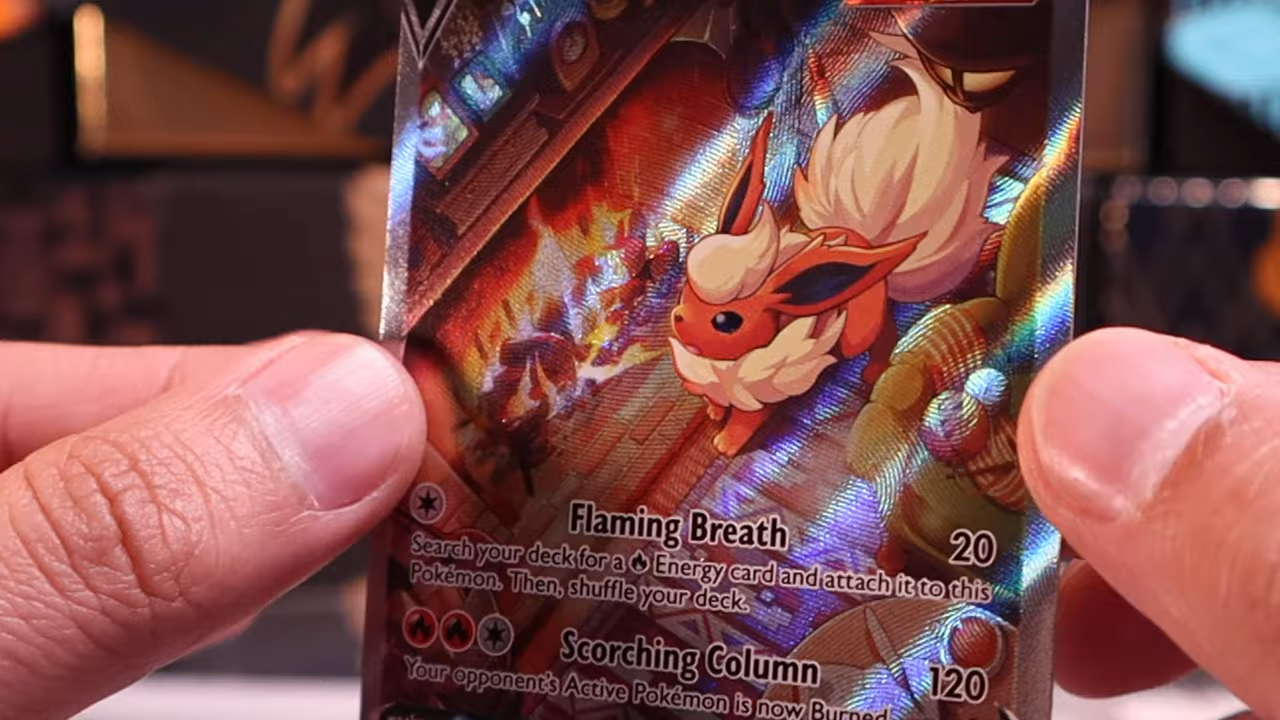 Flaming Breath 20
Search your deck for a Energy card and attach it to this
Pokémon. Then, shuffle your deck.
Scorching Column 120
Your opponent's Active Pokémon is now Burned.